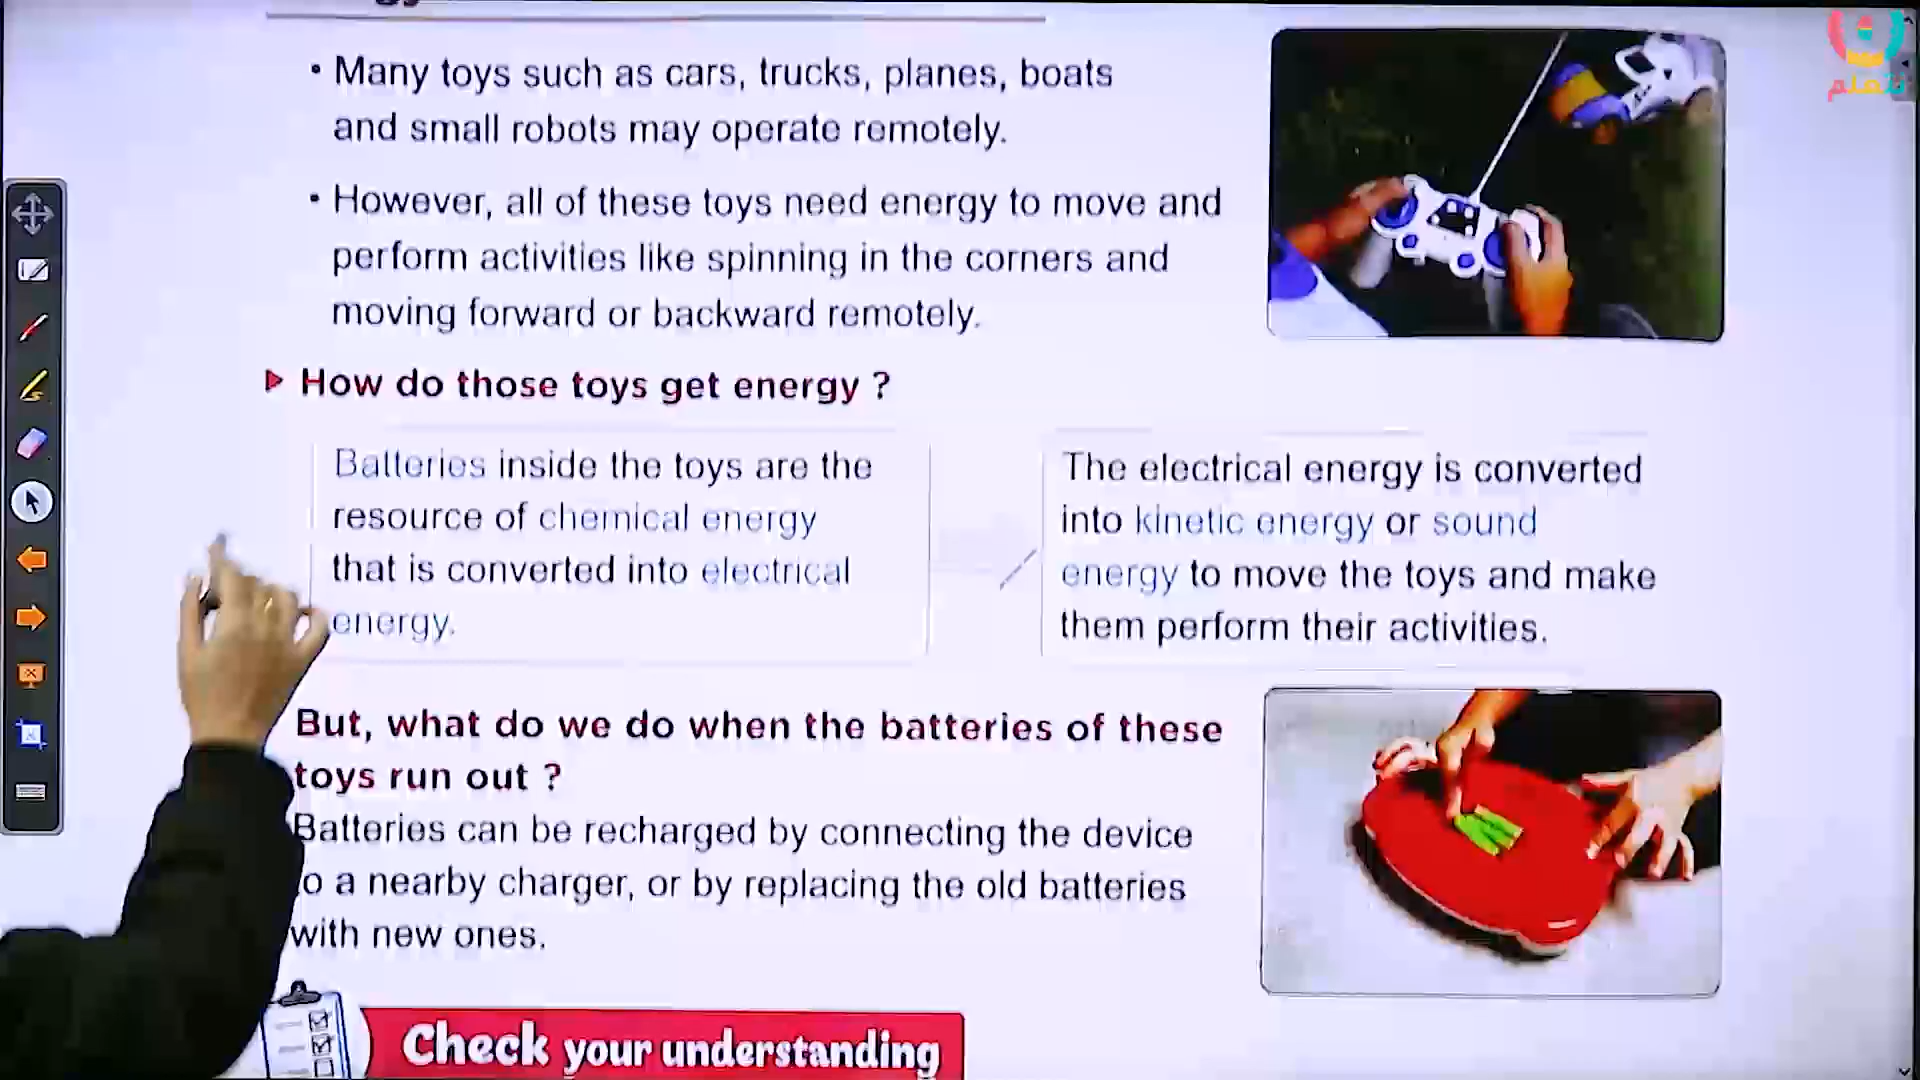 نتعلم
• Many toys such as cars, trucks, planes, boats
and small robots may operate remotely.
• However, all of these toys need energy to move and
perform activities like spinning in the corners and
moving forward or backward remotely.
How do those toys get energy ?
Batteries inside the toys are the
resource of chemical energy
that is converted into electrical
energy.
The electrical energy is converted
into kinetic energy or sound
energy to move the toys and make
them perform their activities.
But, what do we do when the batteries of these
toys run out ?
Batteries can be recharged by connecting the device
to a nearby charger, or by replacing the old batteries
with new ones.
Check your understanding